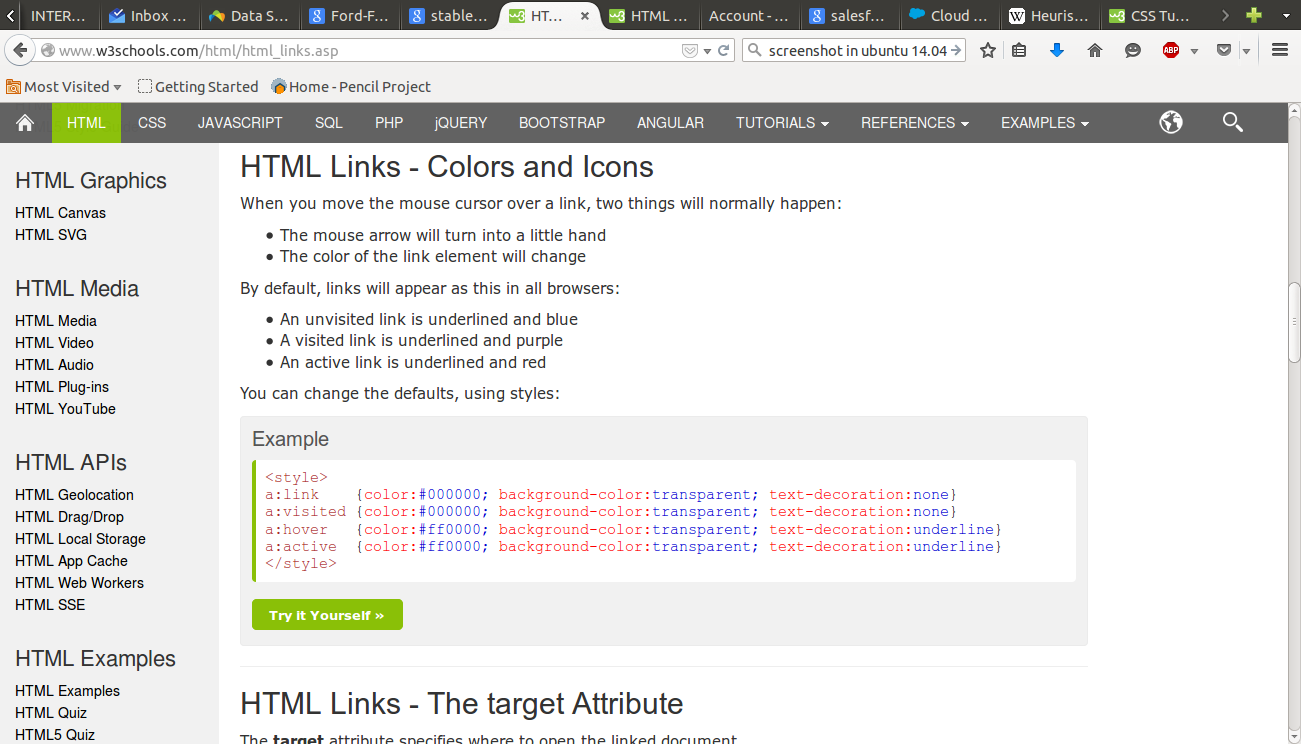 INTER... Inbox ... Data S... Ford-F... stable... HT... HTML ... Account - ... salesf... Cloud ... Heuris... CSS Tu...
www.w3schools.com/html/html_links.asp screenshot in ubuntu 14.04 ABP
Most Visited Getting Started Home - Pencil Project
HTML CSS JAVASCRIPT SQL PHP jQUERY BOOTSTRAP ANGULAR TUTORIALS REFERENCES EXAMPLES
HTML Graphics
HTML Canvas
HTML SVG
HTML Media
HTML Media
HTML Video
HTML Audio
HTML Plug-ins
HTML YouTube
HTML APIs
HTML Geolocation
HTML Drag/Drop
HTML Local Storage
HTML App Cache
HTML Web Workers
HTML SSE
HTML Examples
HTML Examples
HTML Quiz
HTML5 Quiz
HTML Links - Colors and Icons
When you move the mouse cursor over a link, two things will normally happen:
• The mouse arrow will turn into a little hand
• The color of the link element will change
By default, links will appear as this in all browsers:
• An unvisited link is underlined and blue
• A visited link is underlined and purple
• An active link is underlined and red
You can change the defaults, using styles:
Example
<style>
a:link    {color:#000000; background-color:transparent; text-decoration:none}
a:visited {color:#000000; background-color:transparent; text-decoration:none}
a:hover   {color:#ff0000; background-color:transparent; text-decoration:underline}
a:active  {color:#ff0000; background-color:transparent; text-decoration:underline}
</style>
Try it Yourself »
HTML Links - The target Attribute
The target attribute specifies where to open the linked document.